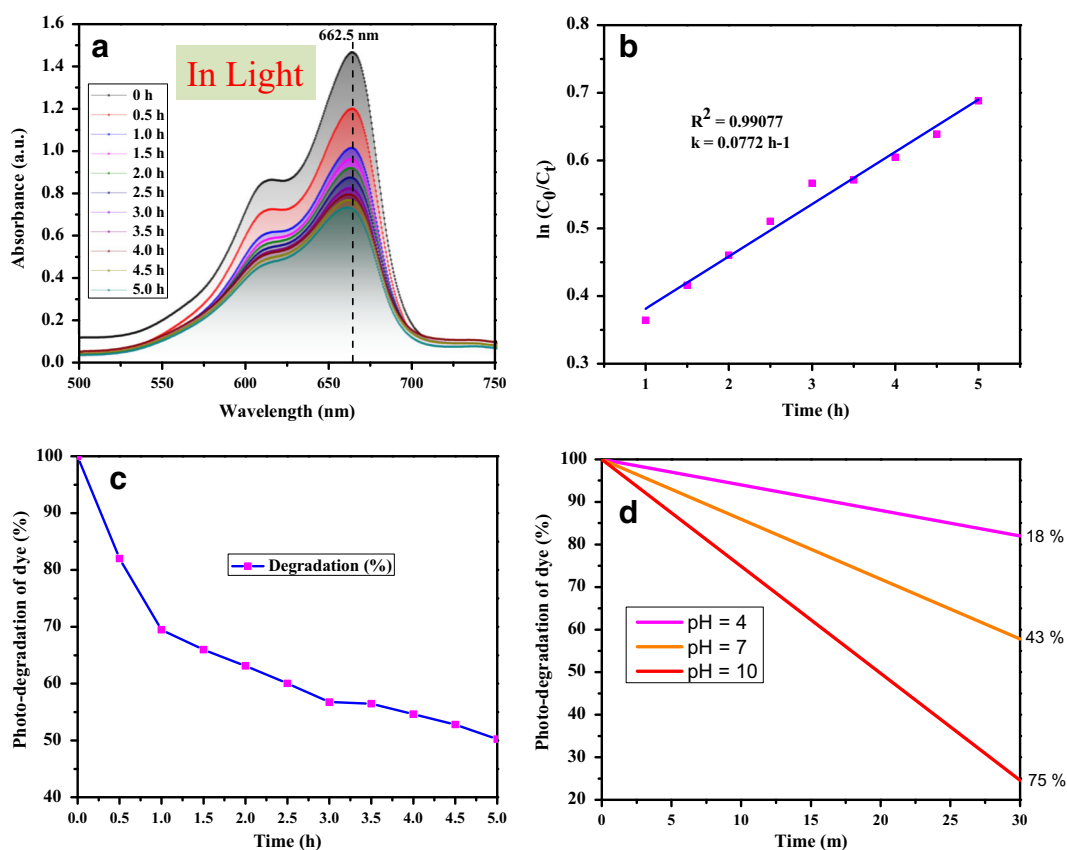 a
662.5 nm
In Light
0 h
0.5 h
1.0 h
1.5 h
2.0 h
2.5 h
3.0 h
3.5 h
4.0 h
4.5 h
5.0 h
1.6
1.4
1.2
1.0
0.8
0.6
0.4
0.2
0.0
Absorbance (a.u.)
500
550
600
650
700
750
Wavelength (nm)
b
R² = 0.99077
k = 0.0772 h-1
0.8
0.7
0.6
0.5
0.4
0.3
ln (C₀/Cₜ)
1
2
3
4
5
Time (h)
c
Degradation (%)
100
90
80
70
60
50
40
Photo-degradation of dye (%)
0.0
0.5
1.0
1.5
2.0
2.5
3.0
3.5
4.0
4.5
5.0
Time (h)
d
18 %
43 %
75 %
pH = 4
pH = 7
pH = 10
100
90
80
70
60
50
40
30
20
Photo-degradation of dye (%)
0
5
10
15
20
25
30
Time (m)